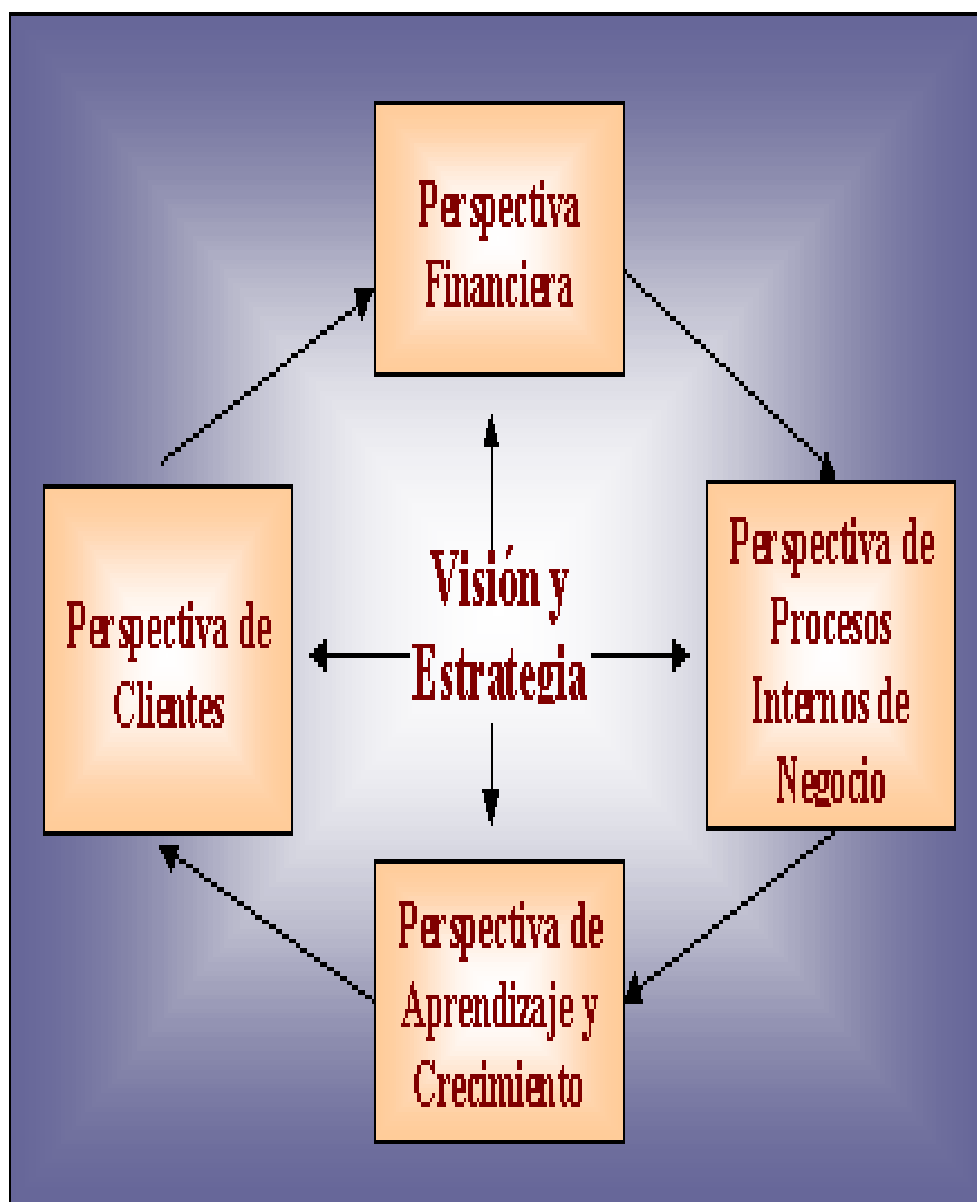 Perspectiva
Financiera
Perspectiva de
Clientes
Visión y
Estrategia
Perspectiva de
Procesos
Internos de
Negocio
Perspectiva de
Aprendizaje y
Crecimiento